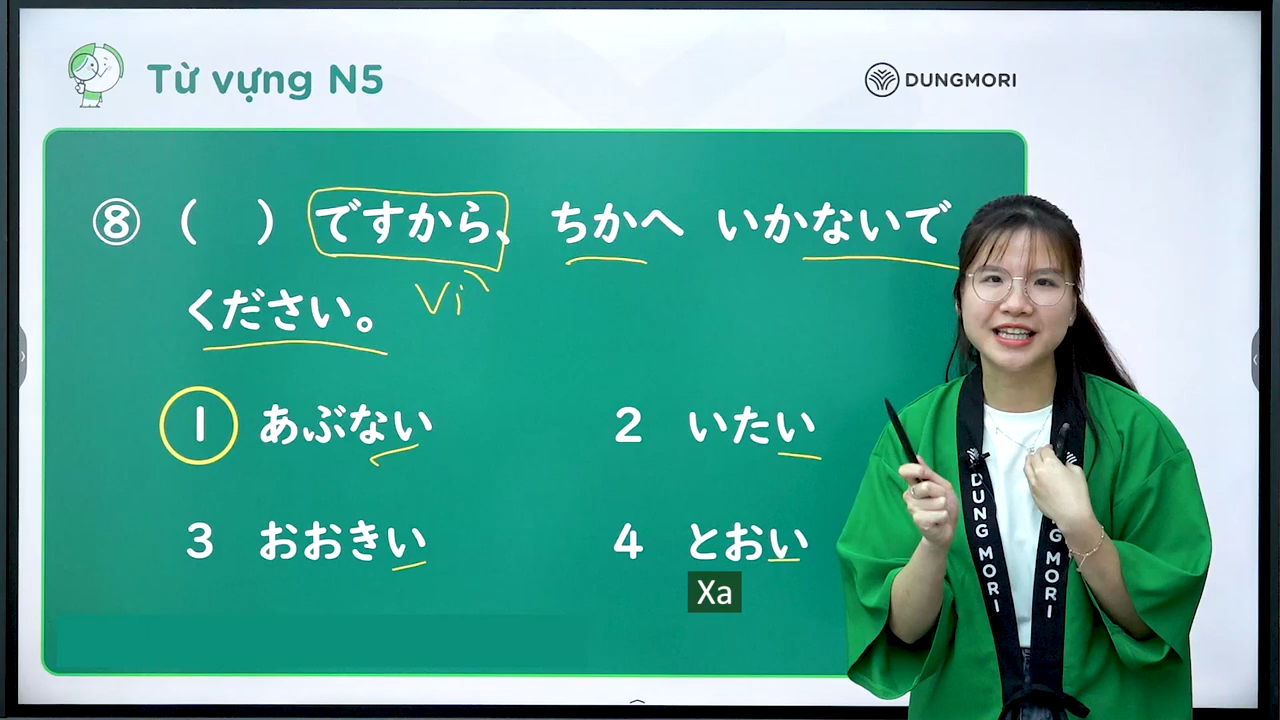 Từ vựng N5
DUNGMORI
⑧ (　) ですから、 ちかへ いかないで
ください。
Vì
1 あぶない
2 いたい
3 おおきい
4 とおい
Xa
DUNG MORI
G MORI